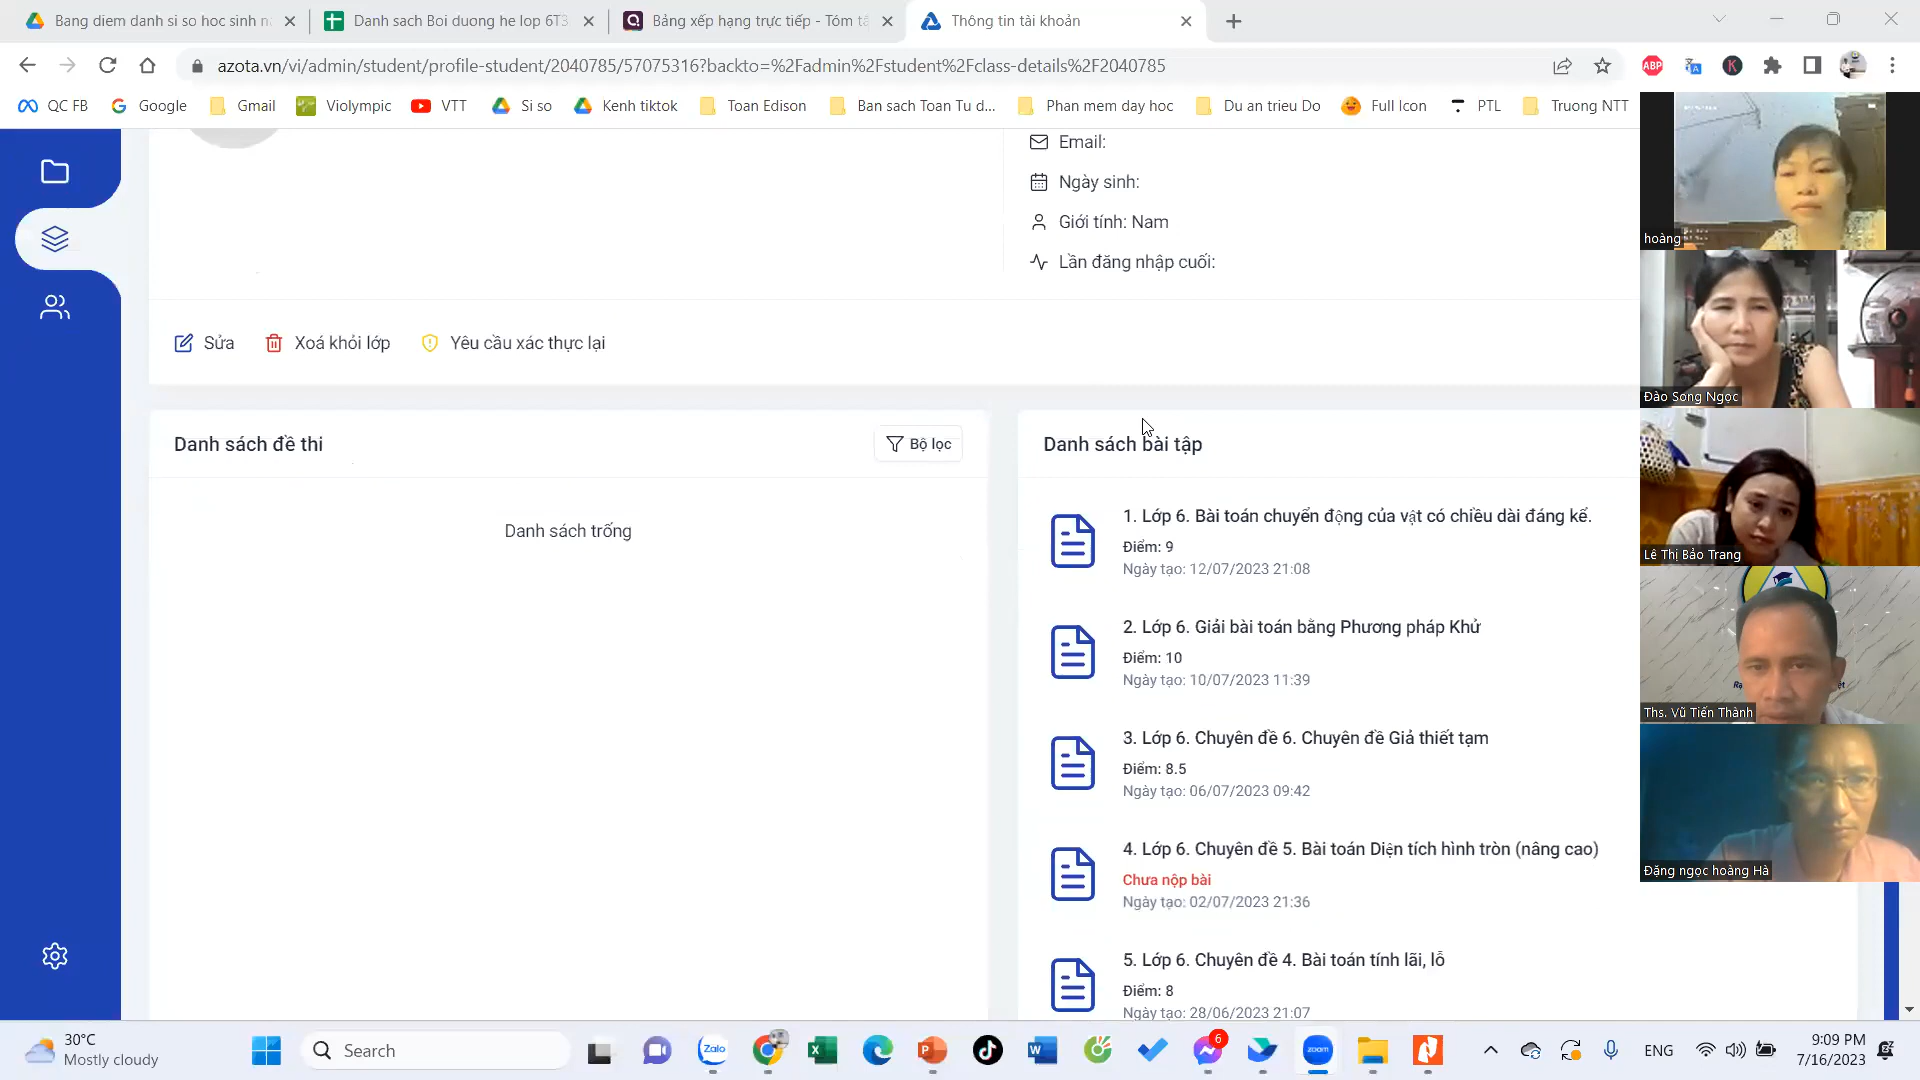 Bang diem danh si so hoc sinh n
Danh sach Boi duong he lop 6T3
Bảng xếp hạng trực tiếp - Tóm tắ
Thông tin tài khoản
azota.vn/vi/admin/student/profile-student/2040785/57075316?backto=%2Fadmin%2Fstudent%2Fclass-details%2F2040785
ABP
K
QC FB
Google
Gmail
Violympic
VTT
Si so
Kenh tiktok
Toan Edison
Ban sach Toan Tu d...
Phan mem day hoc
Du an trieu Do
Full Icon
PTL
Truong NTT
Email:
Ngày sinh:
Giới tính: Nam
Lần đăng nhập cuối:
Sửa
Xoá khỏi lớp
Yêu cầu xác thực lại
Danh sách đề thi
Bộ lọc
Danh sách trống
Danh sách bài tập
1. Lớp 6. Bài toán chuyển động của vật có chiều dài đáng kể.
Điểm: 9
Ngày tạo: 12/07/2023 21:08
2. Lớp 6. Giải bài toán bằng Phương pháp Khử
Điểm: 10
Ngày tạo: 10/07/2023 11:39
3. Lớp 6. Chuyên đề 6. Chuyên đề Giả thiết tạm
Điểm: 8.5
Ngày tạo: 06/07/2023 09:42
4. Lớp 6. Chuyên đề 5. Bài toán Diện tích hình tròn (nâng cao)
Chưa nộp bài
Ngày tạo: 02/07/2023 21:36
5. Lớp 6. Chuyên đề 4. Bài toán tính lãi, lỗ
Điểm: 8
Ngày tạo: 28/06/2023 21:07
hoàng
Đào Song Ngọc
Lê Thị Bảo Trang
Ths. Vũ Tiến Thành
Đặng ngọc hoàng Hà
30°C
Mostly cloudy
Search
Zalo
zoom
6
ENG
9:09 PM
7/16/2023